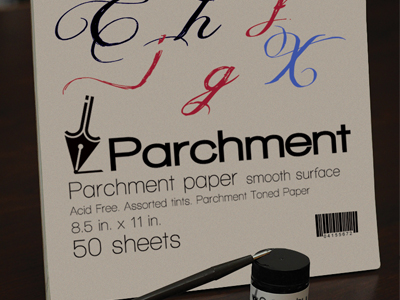 C h f
j g X
Parchment
Parchment paper smooth surface
Acid Free. Assorted tints. Parchment Toned Paper
8.5 in. x 11 in.
50 sheets